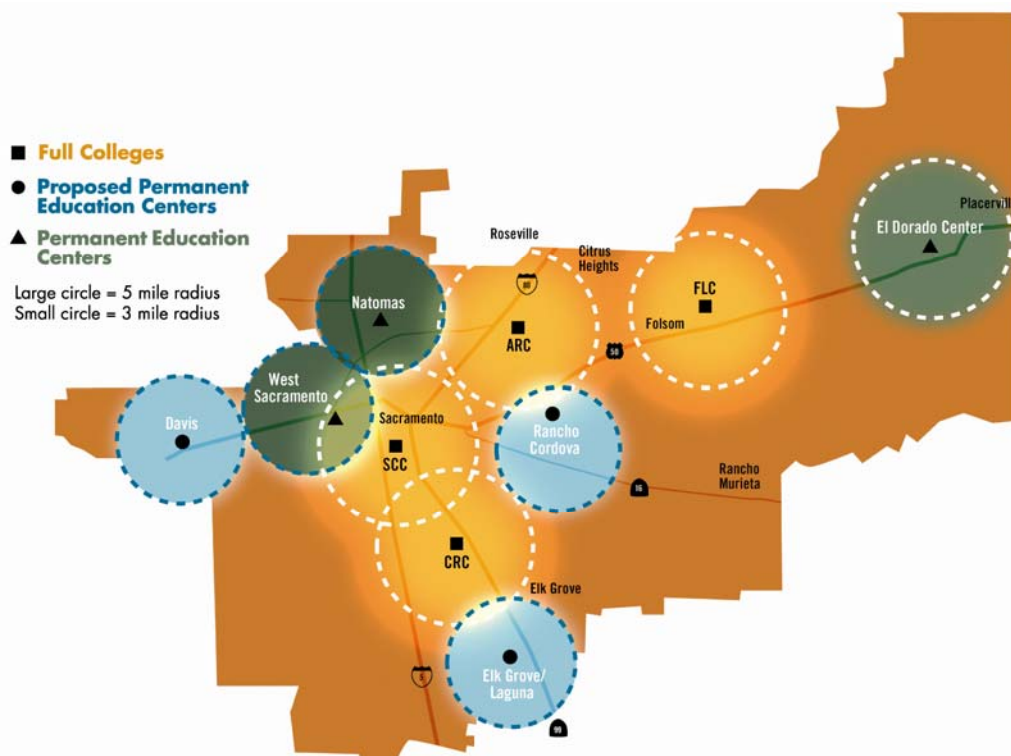 Full Colleges
Proposed Permanent
Education Centers
Permanent Education
Centers
Large circle = 5 mile radius
Small circle = 3 mile radius
Roseville
Citrus
Heights
80
Placervill
El Dorado Center
Natomas
FLC
ARC
Folsom
50
West
Sacramento
Davis
Sacramento
SCC
Rancho
Cordova
Rancho
Murieta
16
CRC
Elk Grove
Elk Grove/
Laguna
5
99